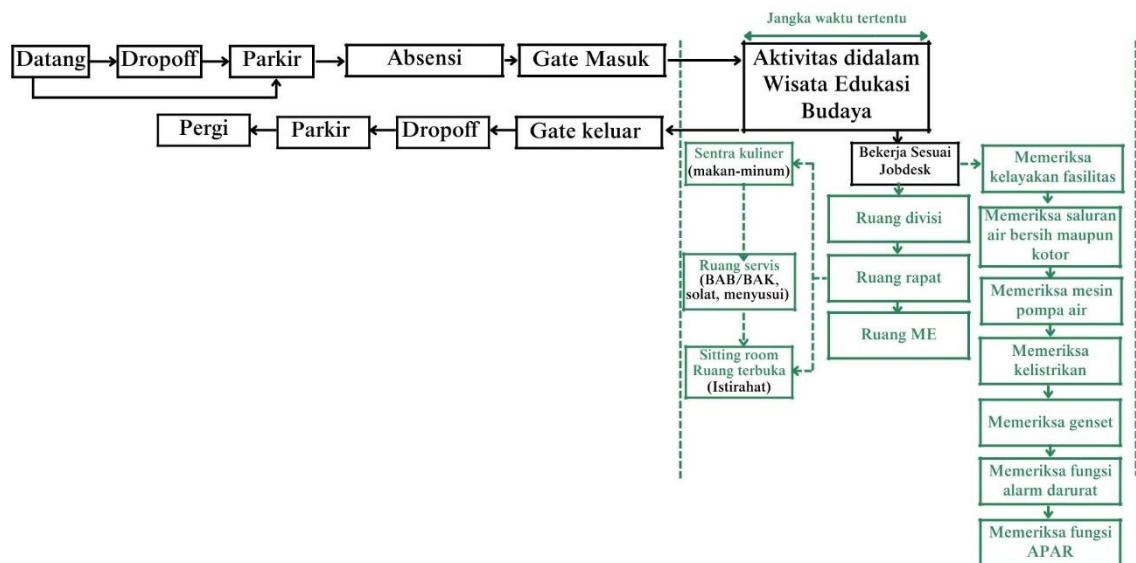 Jangka waktu tertentu
Datang
Dropoff
Parkir
Absensi
Gate Masuk
Aktivitas didalam
Wisata Edukasi
Budaya
Pergi
Parkir
Dropoff
Gate keluar
Sentra kuliner
(makan-minum)
Ruang servis
(BAB/BAK,
solat, menyusui)
Sitting room
Ruang terbuka
(Istirahat)
Bekerja Sesuai
Jobdesk
Ruang divisi
Ruang rapat
Ruang ME
Memeriksa
kelayakan fasilitas
Memeriksa saluran
air bersih maupun
kotor
Memeriksa mesin
pompa air
Memeriksa
kelistrikan
Memeriksa genset
Memeriksa fungsi
alarm darurat
Memeriksa fungsi
APAR